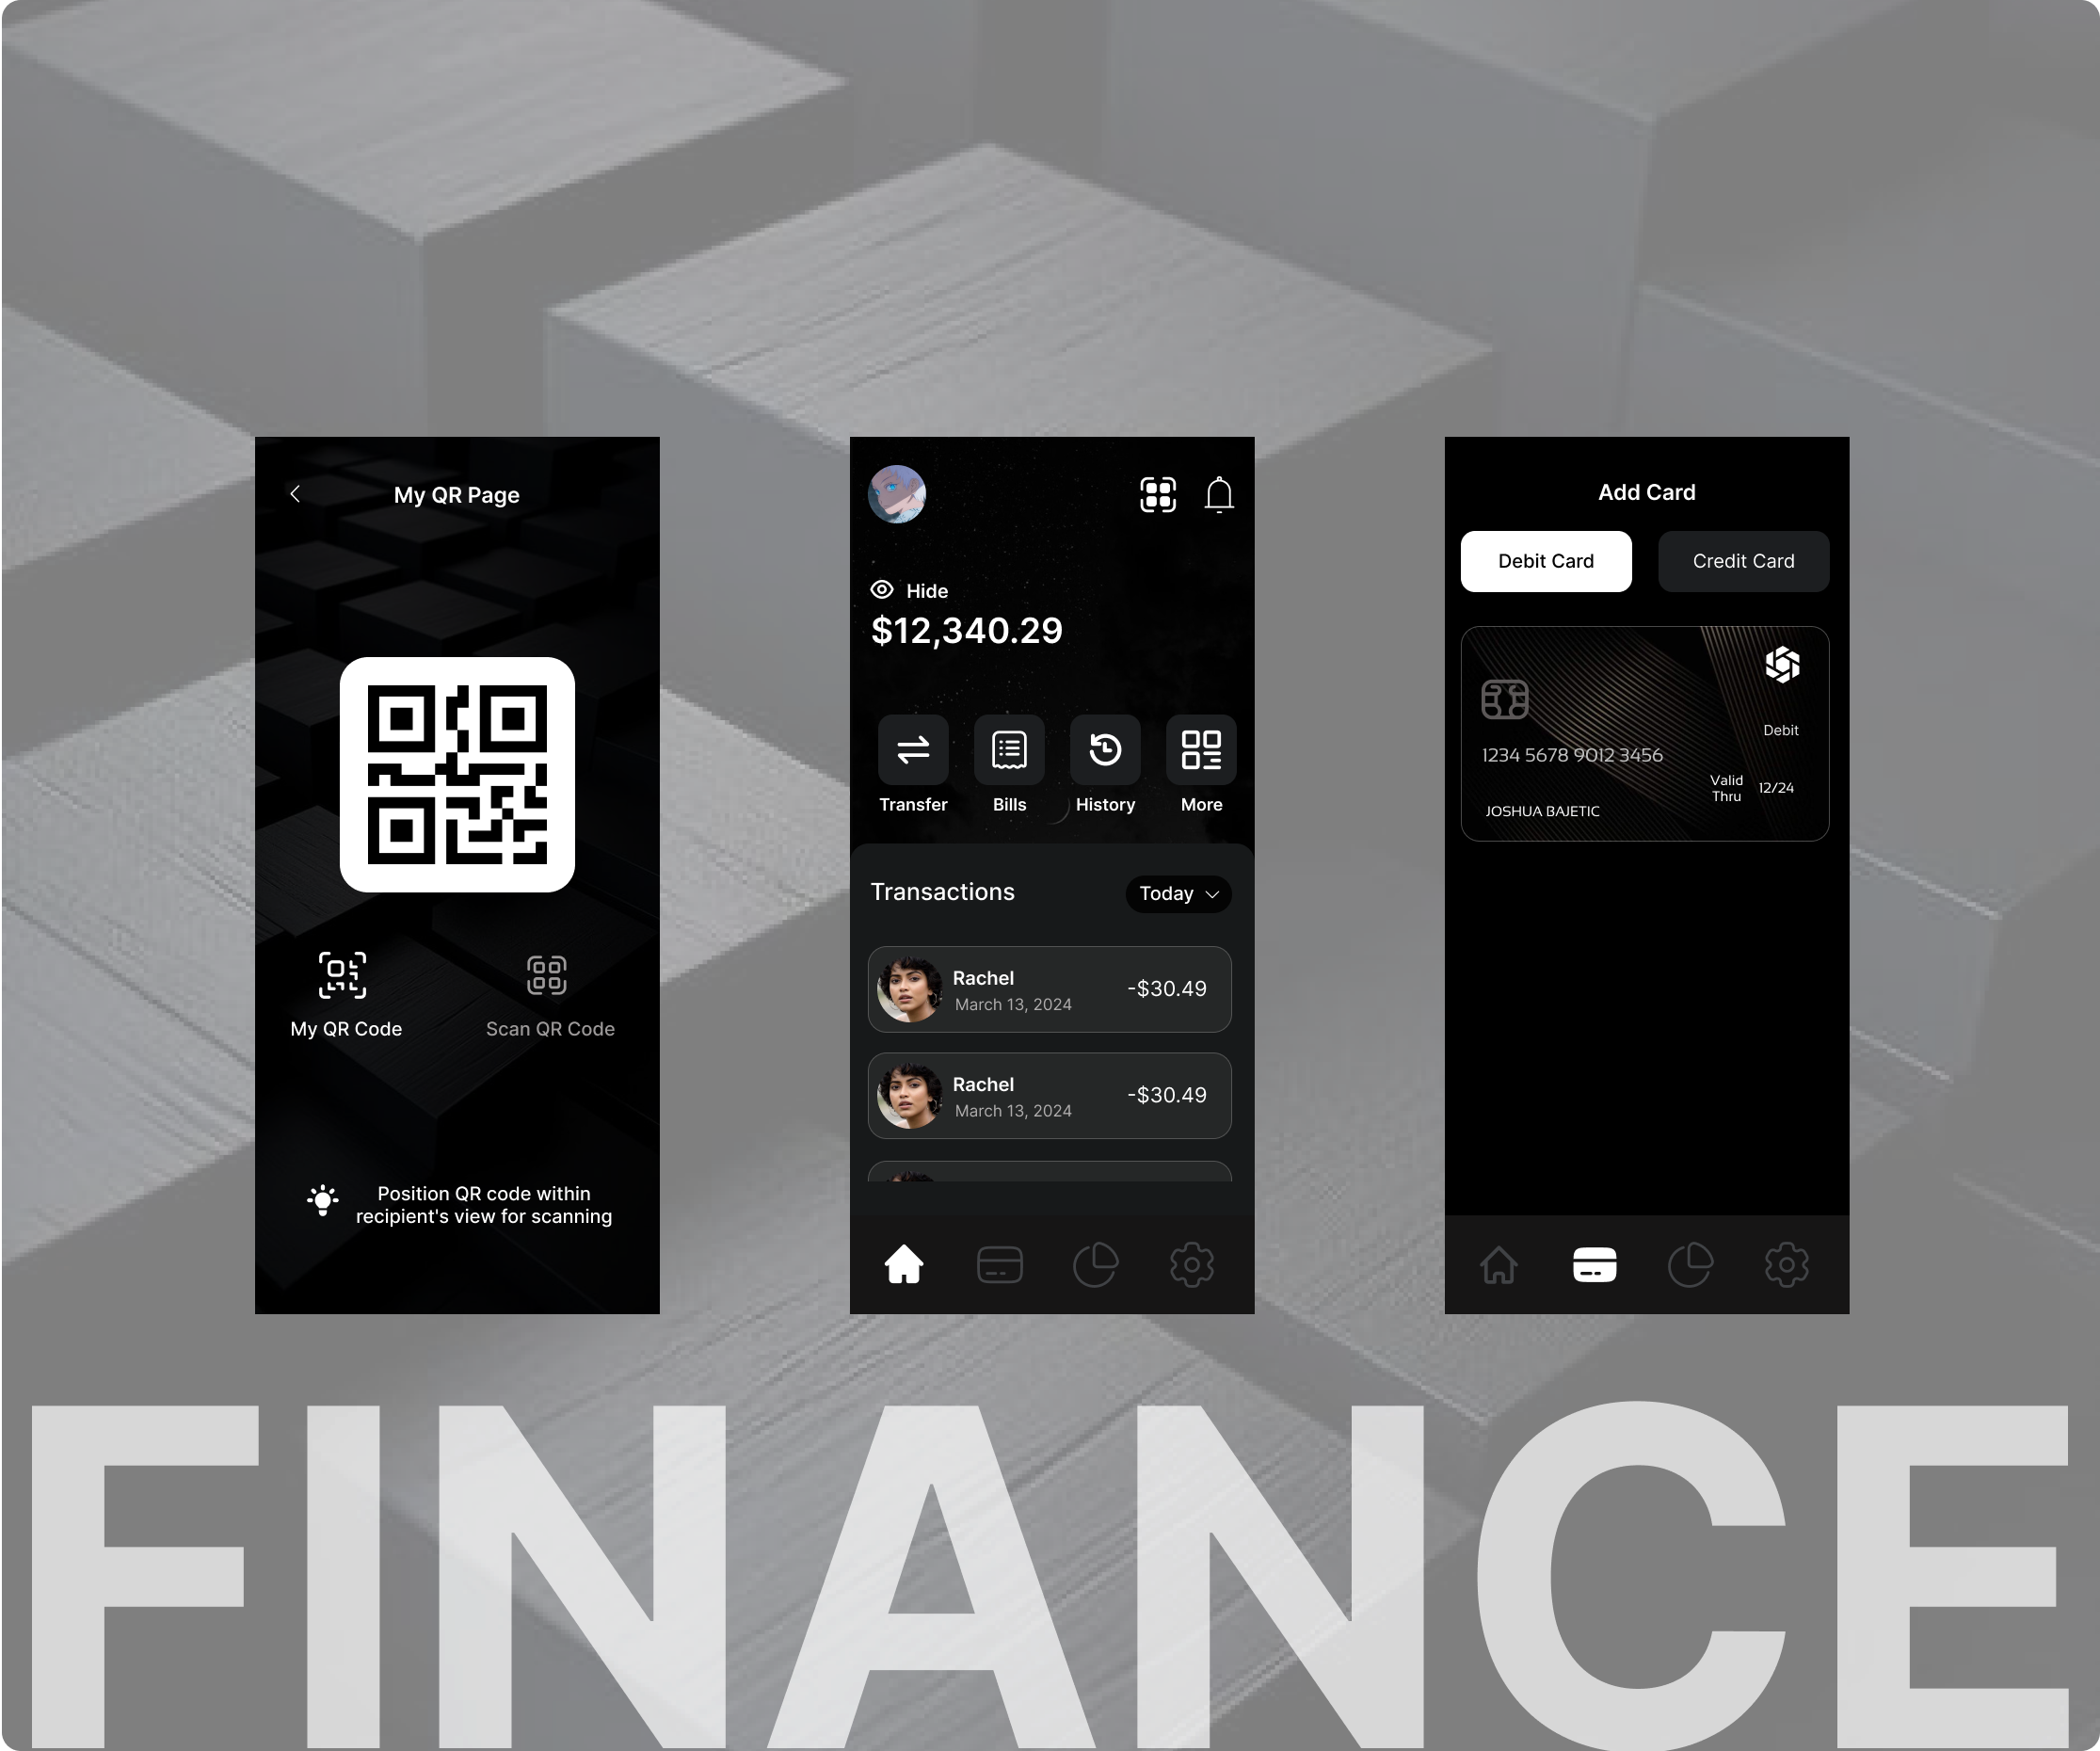 My QR Page
My QR Code
Scan QR Code
Position QR code within
recipient's view for scanning
Hide
$12,340.29
Transfer
Bills
History
More
Transactions
Today
Rachel
March 13, 2024
-$30.49
Rachel
March 13, 2024
-$30.49
Add Card
Debit Card
Credit Card
Debit
1234 5678 9012 3456
Valid
Thru
12/24
JOSHUA BAJETIC
FINANCE